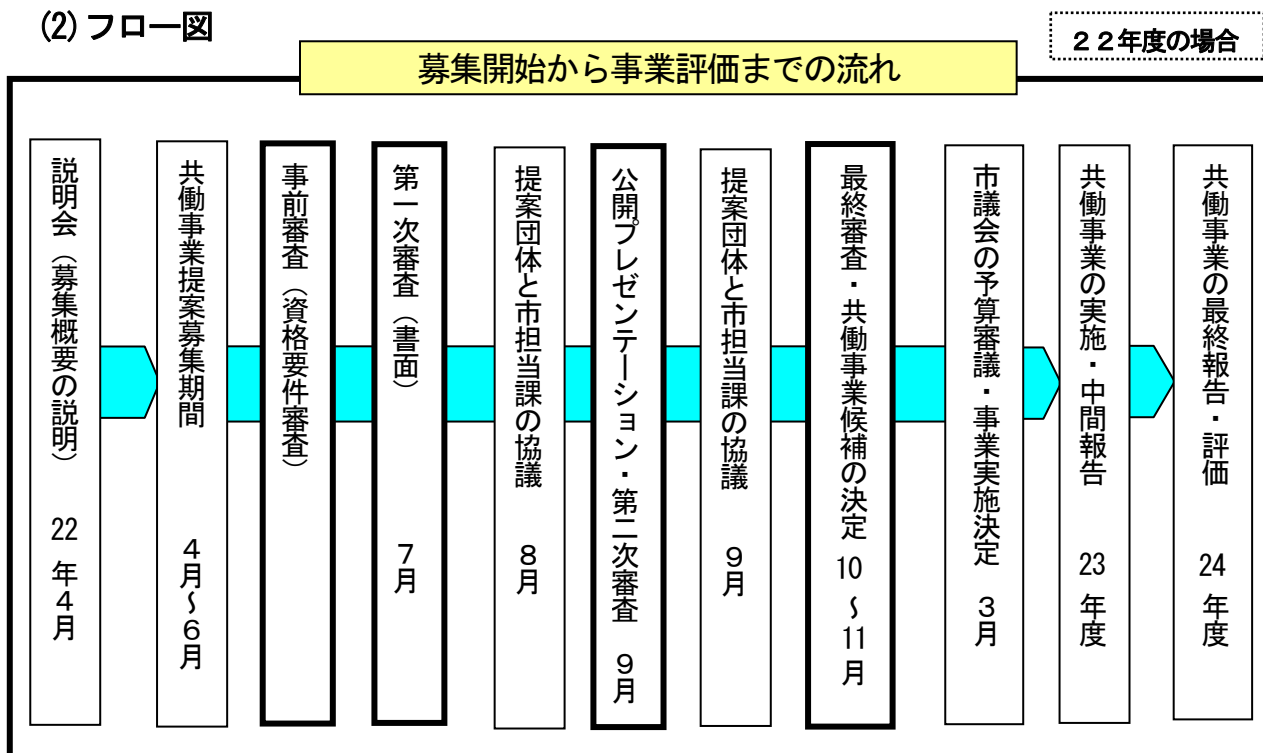 (2) フロー図
２２年度の場合
募集開始から事業評価までの流れ
説明会（募集概要の説明） 22 年４月
共働事業提案募集期間 ４月～６月
事前審査（資格要件審査）
第一次審査（書面） ７月
提案団体と市担当課の協議 ８月
公開プレゼンテーション・第二次審査 ９月
提案団体と市担当課の協議 ９月
最終審査・共働事業候補の決定 10 ～ 11 月
市議会の予算審議・事業実施決定 ３月
共働事業の実施・中間報告 23 年度
共働事業の最終報告・評価 24 年度